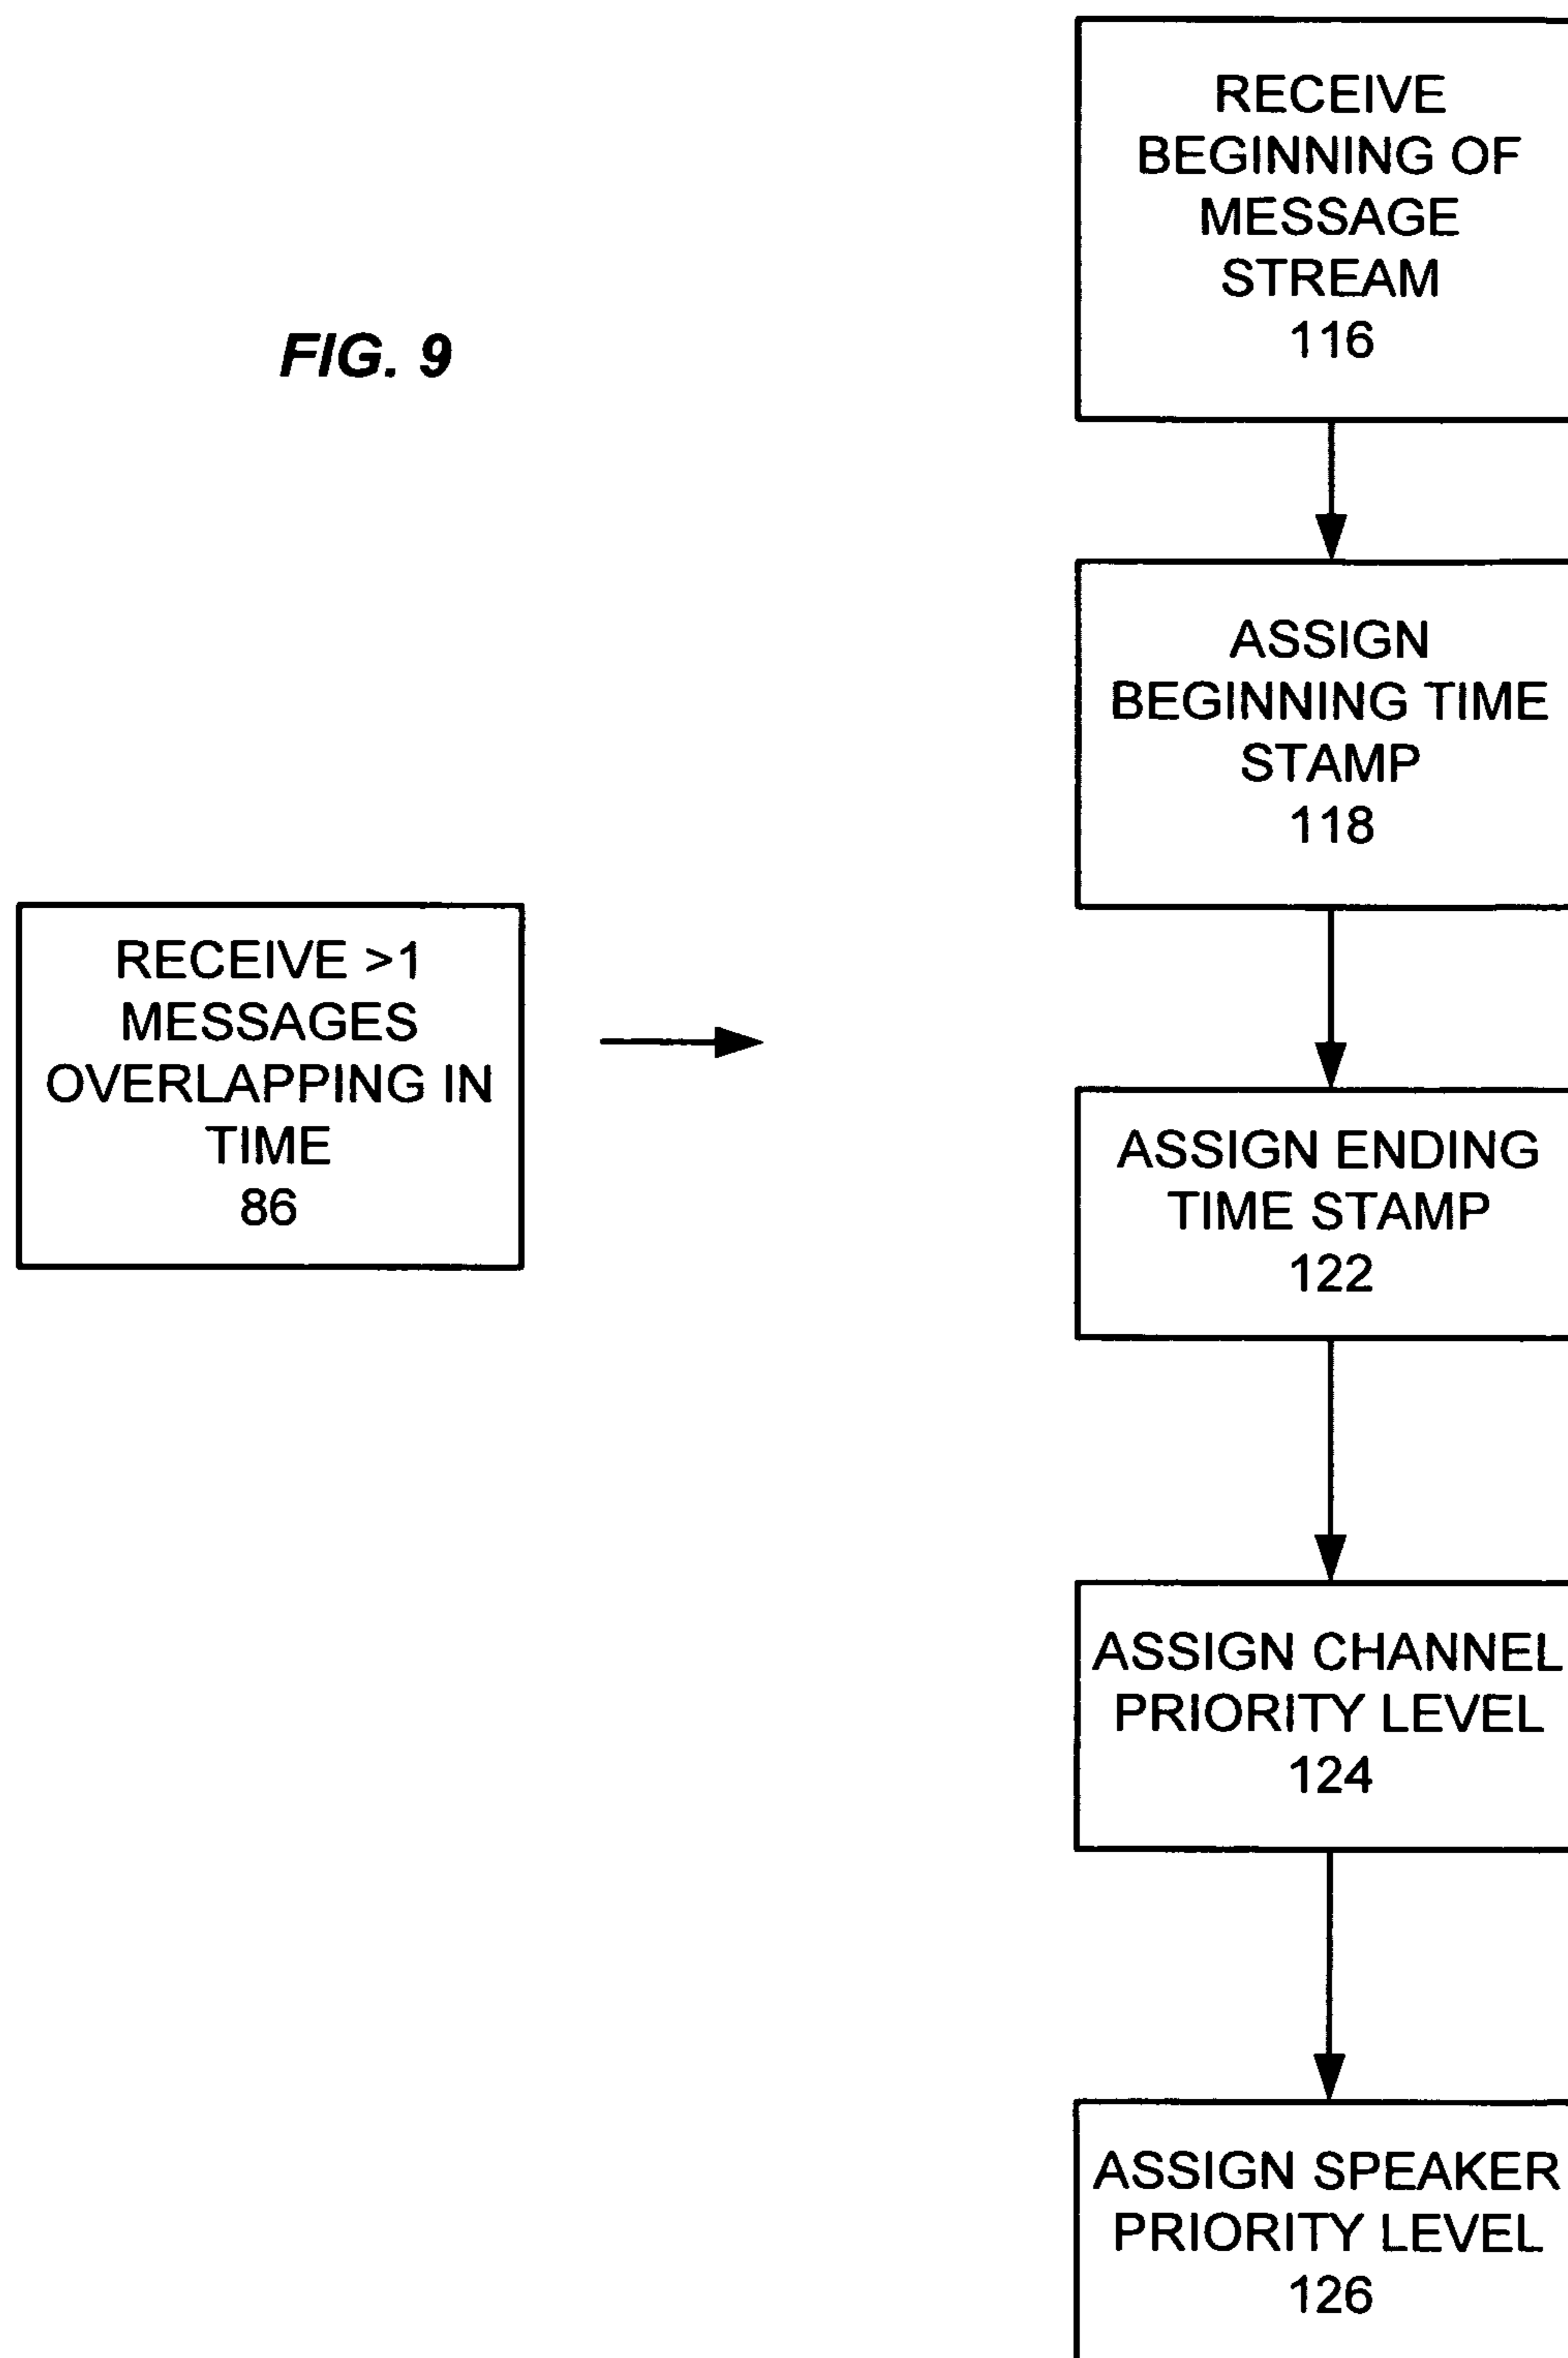 FIG. 9
RECEIVE >1
MESSAGES
OVERLAPPING IN
TIME
86
RECEIVE
BEGINNING OF
MESSAGE
STREAM
116
ASSIGN
BEGINNING TIME
STAMP
118
ASSIGN ENDING
TIME STAMP
122
ASSIGN CHANNEL
PRIORITY LEVEL
124
ASSIGN SPEAKER
PRIORITY LEVEL
126